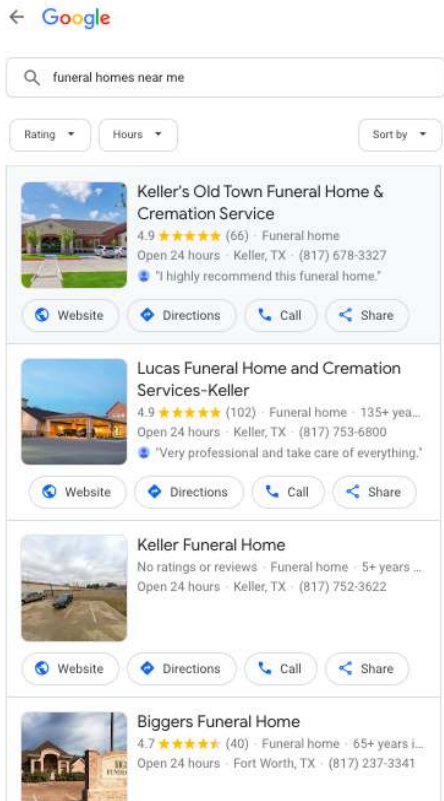 Google
funeral homes near me
Rating
Hours
Sort by
Keller's Old Town Funeral Home &
Cremation Service
4.9 (66) · Funeral home
Open 24 hours · Keller, TX · (817) 678-3327
"I highly recommend this funeral home."
Website
Directions
Call
Share
Lucas Funeral Home and Cremation
Services-Keller
4.9 (102) · Funeral home · 135+ yea...
Open 24 hours · Keller, TX · (817) 753-6800
"Very professional and take care of everything."
Website
Directions
Call
Share
Keller Funeral Home
No ratings or reviews · Funeral home · 5+ years ...
Open 24 hours · Keller, TX · (817) 752-3622
Website
Directions
Call
Share
Biggers Funeral Home
4.7 (40) · Funeral home · 65+ years i...
Open 24 hours · Fort Worth, TX · (817) 237-3341